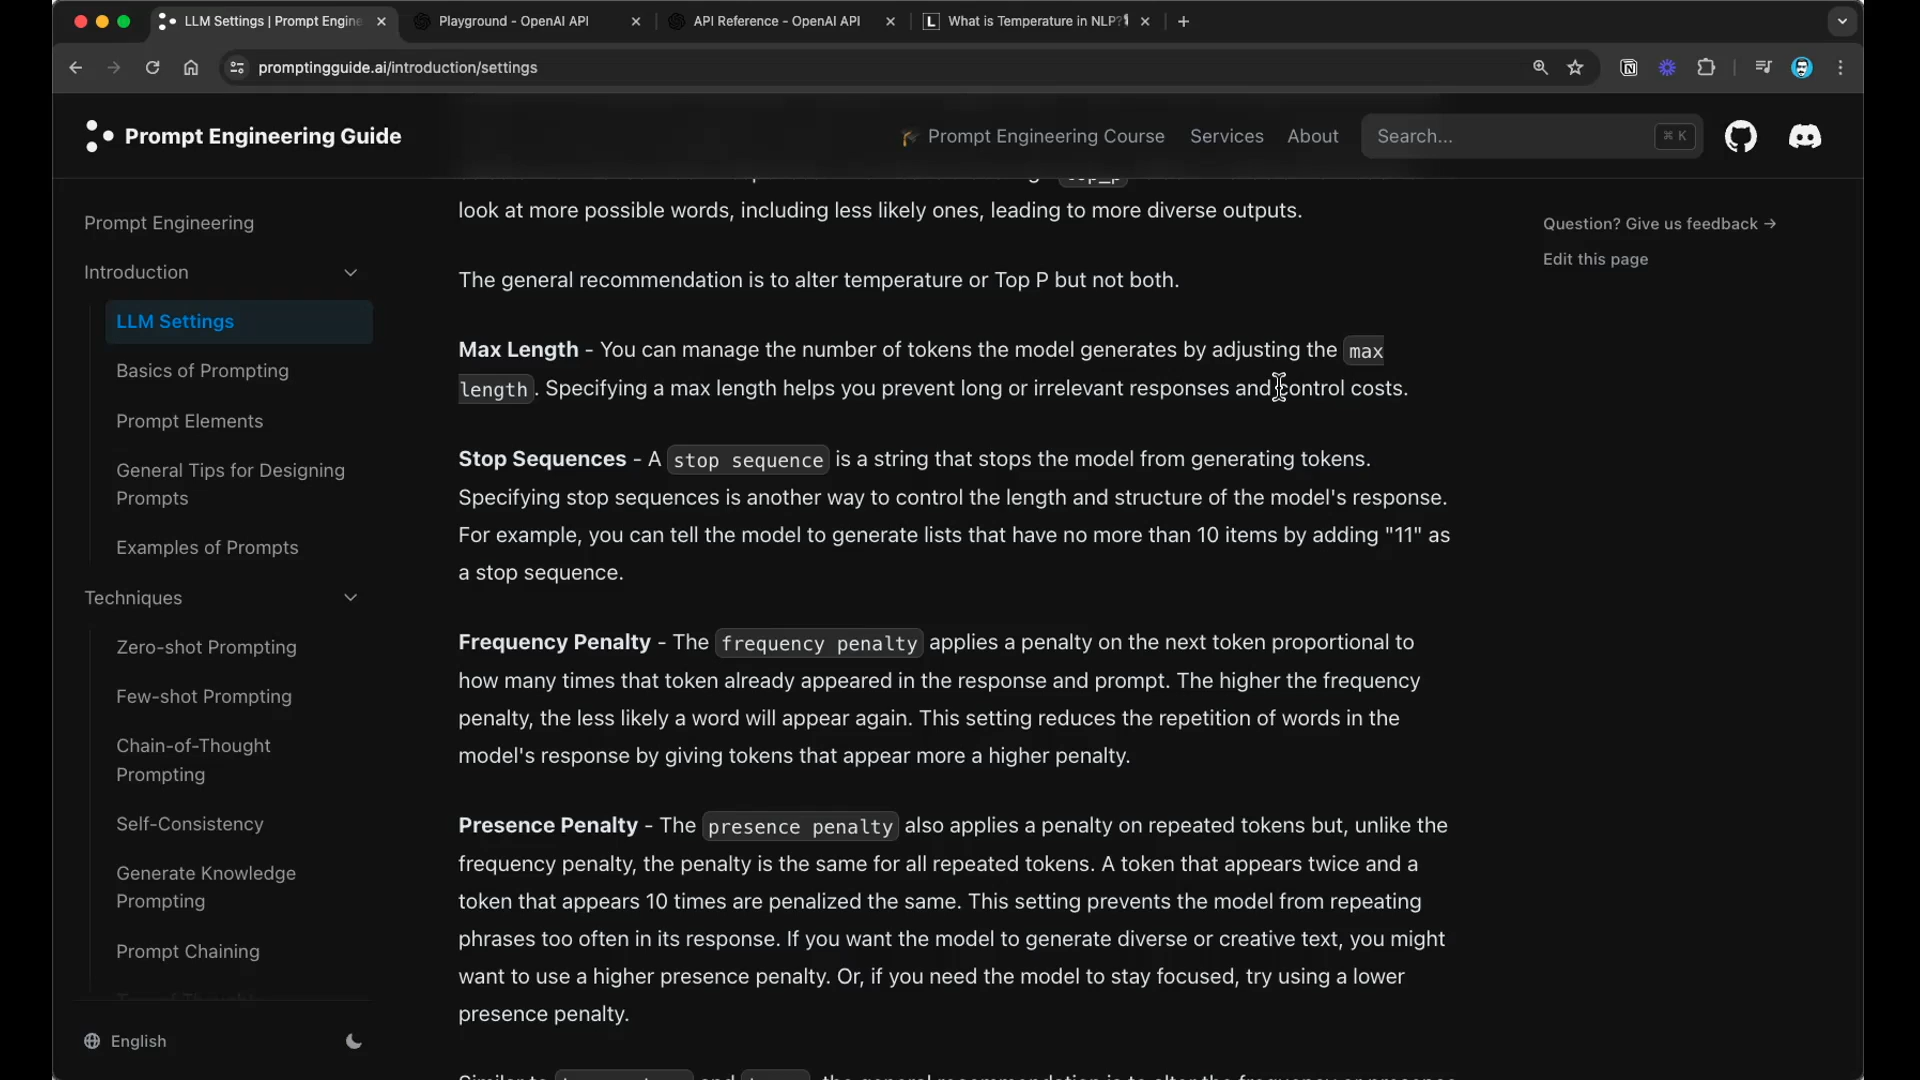 LLM Settings | Prompt Engine
Playground - OpenAI API
API Reference - OpenAI API
L What is Temperature in NLP?
promptingguide.ai/introduction/settings
Prompt Engineering Guide
Prompt Engineering Course
Services
About
Search...
⌘ K
Prompt Engineering
Introduction
LLM Settings
Basics of Prompting
Prompt Elements
General Tips for Designing
Prompts
Examples of Prompts
Techniques
Zero-shot Prompting
Few-shot Prompting
Chain-of-Thought
Prompting
Self-Consistency
Generate Knowledge
Prompting
Prompt Chaining
English
top_p
look at more possible words, including less likely ones, leading to more diverse outputs.
The general recommendation is to alter temperature or Top P but not both.
Max Length - You can manage the number of tokens the model generates by adjusting the max
length. Specifying a max length helps you prevent long or irrelevant responses and control costs.
Stop Sequences - A stop sequence is a string that stops the model from generating tokens.
Specifying stop sequences is another way to control the length and structure of the model's response.
For example, you can tell the model to generate lists that have no more than 10 items by adding "11" as
a stop sequence.
Frequency Penalty - The frequency penalty applies a penalty on the next token proportional to
how many times that token already appeared in the response and prompt. The higher the frequency
penalty, the less likely a word will appear again. This setting reduces the repetition of words in the
model's response by giving tokens that appear more a higher penalty.
Presence Penalty - The presence penalty also applies a penalty on repeated tokens but, unlike the
frequency penalty, the penalty is the same for all repeated tokens. A token that appears twice and a
token that appears 10 times are penalized the same. This setting prevents the model from repeating
phrases too often in its response. If you want the model to generate diverse or creative text, you might
want to use a higher presence penalty. Or, if you need the model to stay focused, try using a lower
presence penalty.
Question? Give us feedback →
Edit this page